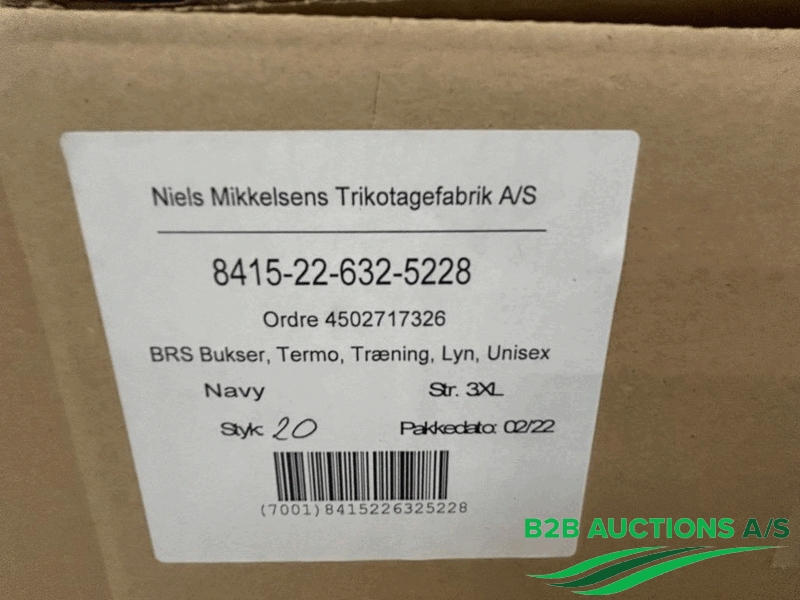 Niels Mikkelsens Trikotagefabrik A/S
8415-22-632-5228
Ordre 4502717326
BRS Bukser, Termo, Træning, Lyn, Unisex
Navy Str. 3XL
Styk: 20 Pakkedato: 02/22
(7001)8415226325228
B2B AUCTIONS A/S